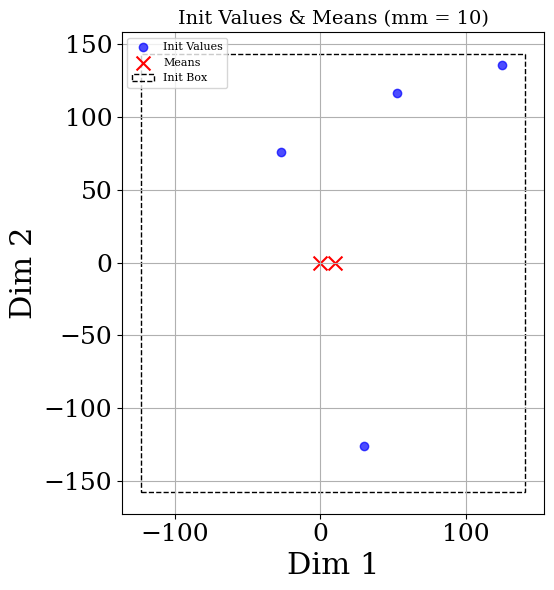 Init Values & Means (mm = 10)
Init Values
Means
Init Box
150
100
50
0
−50
−100
−150
Dim 2
−100 0 100
Dim 1